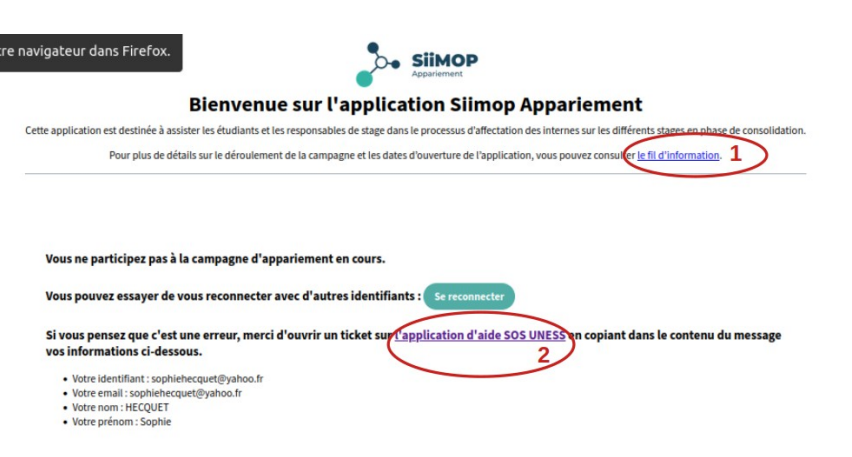 tre navigateur dans Firefox.
SiiMOP
Appariement
Bienvenue sur l'application Siimop Appariement
Cette application est destinée à assister les étudiants et les responsables de stage dans le processus d'affectation des internes sur les différents stages en phase de consolidation.
Pour plus de détails sur le déroulement de la campagne et les dates d'ouverture de l'application, vous pouvez consulter le fil d'information. 1
Vous ne participez pas à la campagne d'appariement en cours.
Vous pouvez essayer de vous reconnecter avec d'autres identifiants : Se reconnecter
Si vous pensez que c'est une erreur, merci d'ouvrir un ticket sur l'application d'aide SOS UNESS en copiant dans le contenu du message
vos informations ci-dessous.
2
• Votre identifiant : sophiehecquet@yahoo.fr
• Votre email : sophiehecquet@yahoo.fr
• Votre nom : HECQUET
• Votre prénom : Sophie